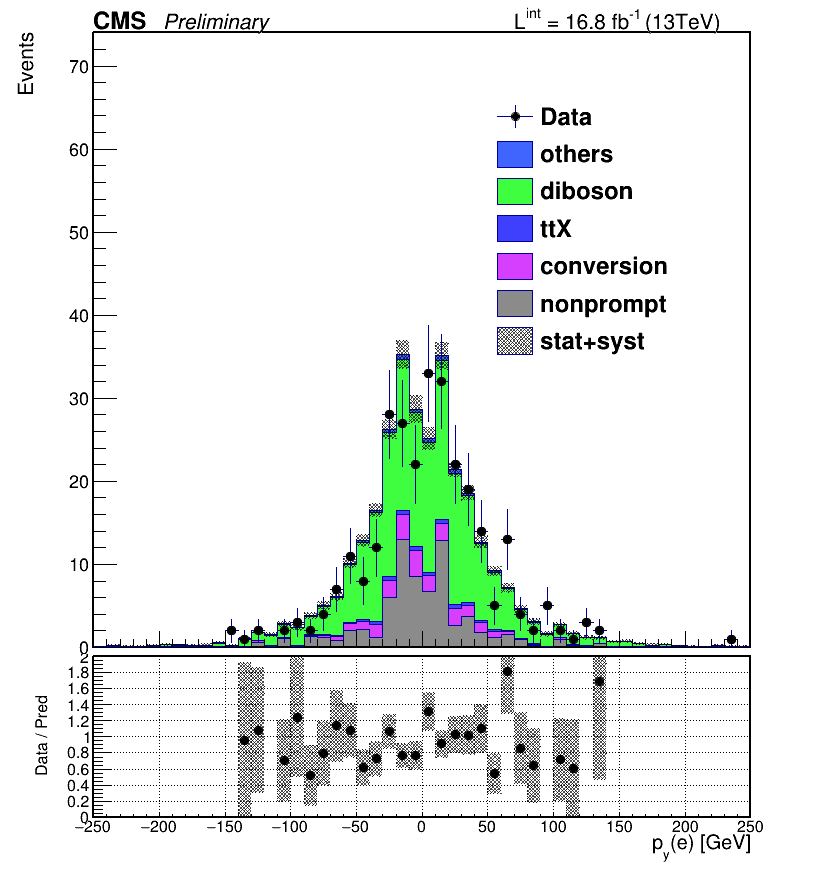 CMS Preliminary L^int = 16.8 fb^-1 (13TeV)
Events
70
60
50
40
30
20
10
0
Data
others
diboson
ttX
conversion
nonprompt
stat+syst
Data / Pred
2
1.8
1.6
1.4
1.2
1
0.8
0.6
0.4
0.2
0
−250 −200 −150 −100 −50 0 50 100 150 200 250
p_y(e) [GeV]